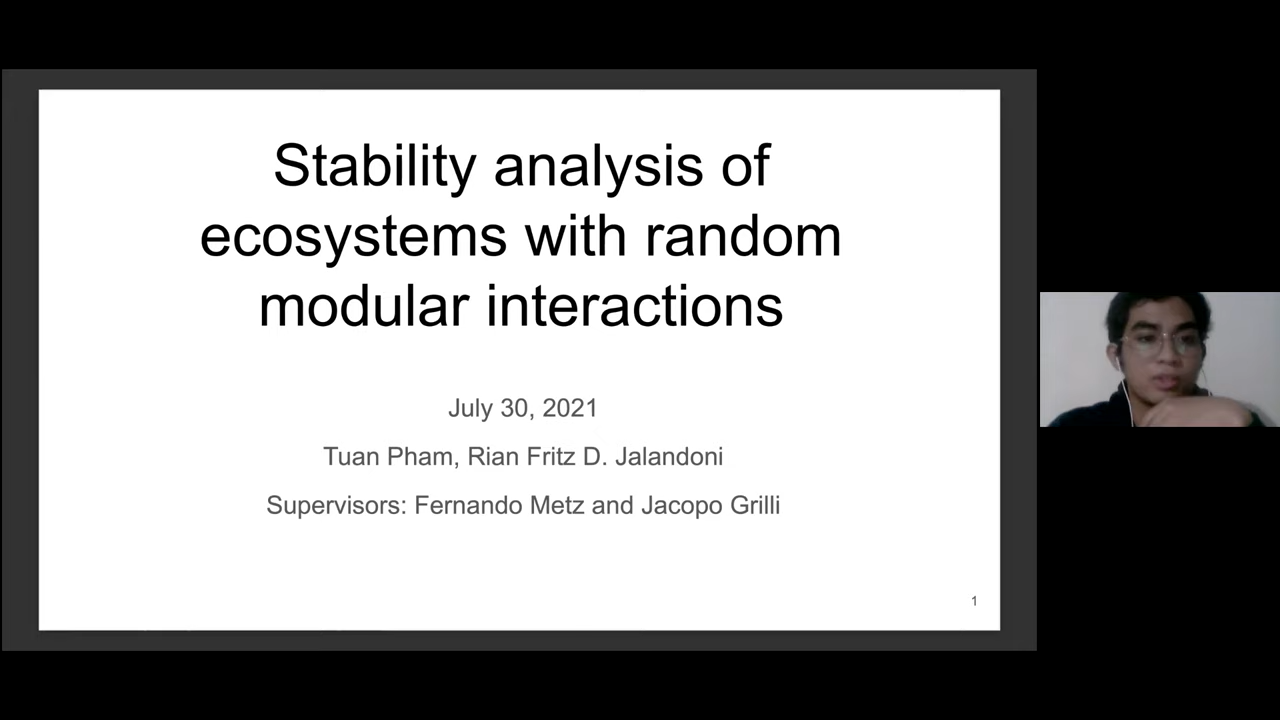 Stability analysis of
ecosystems with random
modular interactions
July 30, 2021
Tuan Pham, Rian Fritz D. Jalandoni
Supervisors: Fernando Metz and Jacopo Grilli
1